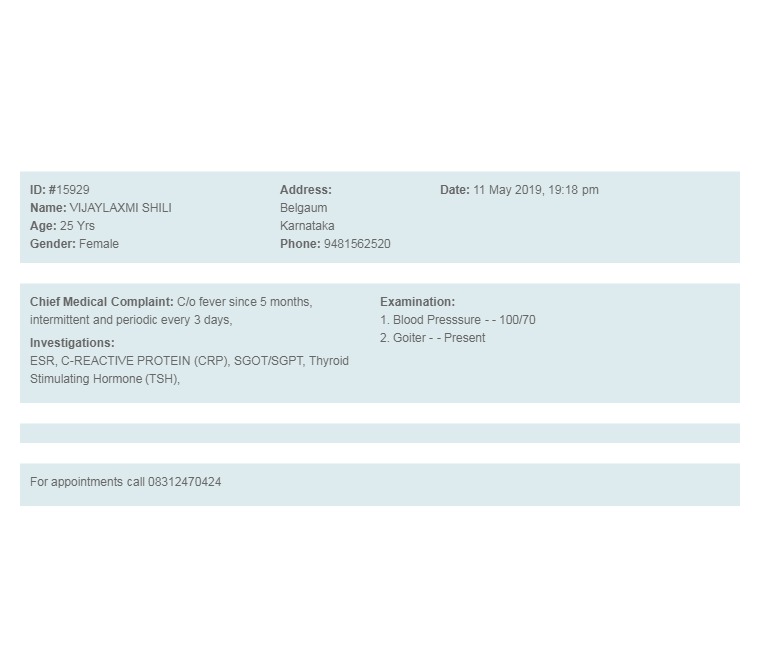 ID: #15929
Name: VIJAYLAXMI SHILI
Age: 25 Yrs
Gender: Female
Address:
Belgaum
Karnataka
Phone: 9481562520
Date: 11 May 2019, 19:18 pm
Chief Medical Complaint: C/o fever since 5 months,
intermittent and periodic every 3 days,
Investigations:
ESR, C-REACTIVE PROTEIN (CRP), SGOT/SGPT, Thyroid
Stimulating Hormone (TSH),
Examination:
1. Blood Presssure - - 100/70
2. Goiter - - Present
For appointments call 08312470424